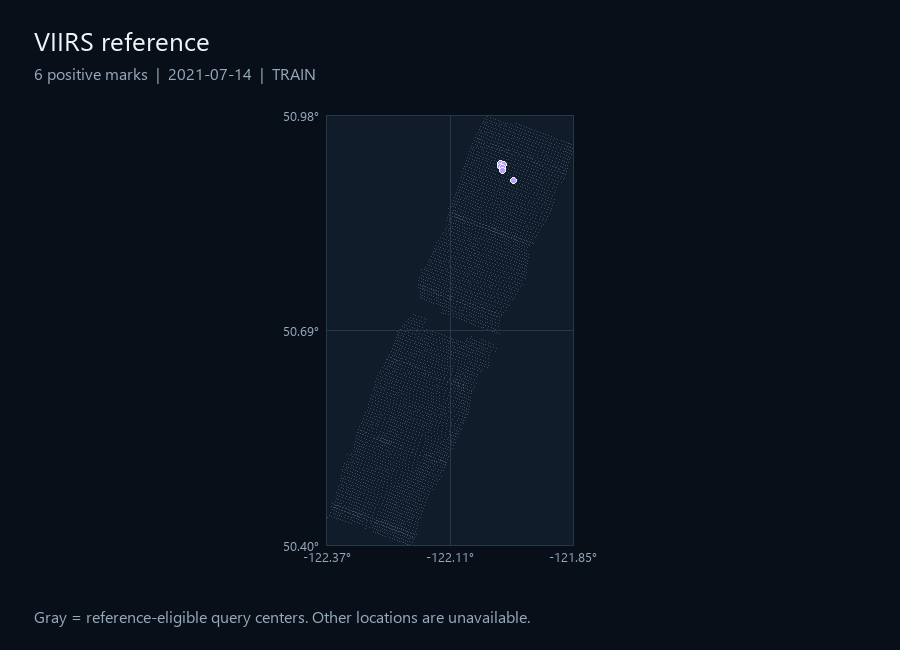 VIIRS reference
6 positive marks | 2021-07-14 | TRAIN
50.98°
50.69°
50.40°
-122.37° -122.11° -121.85°
Gray = reference-eligible query centers. Other locations are unavailable.